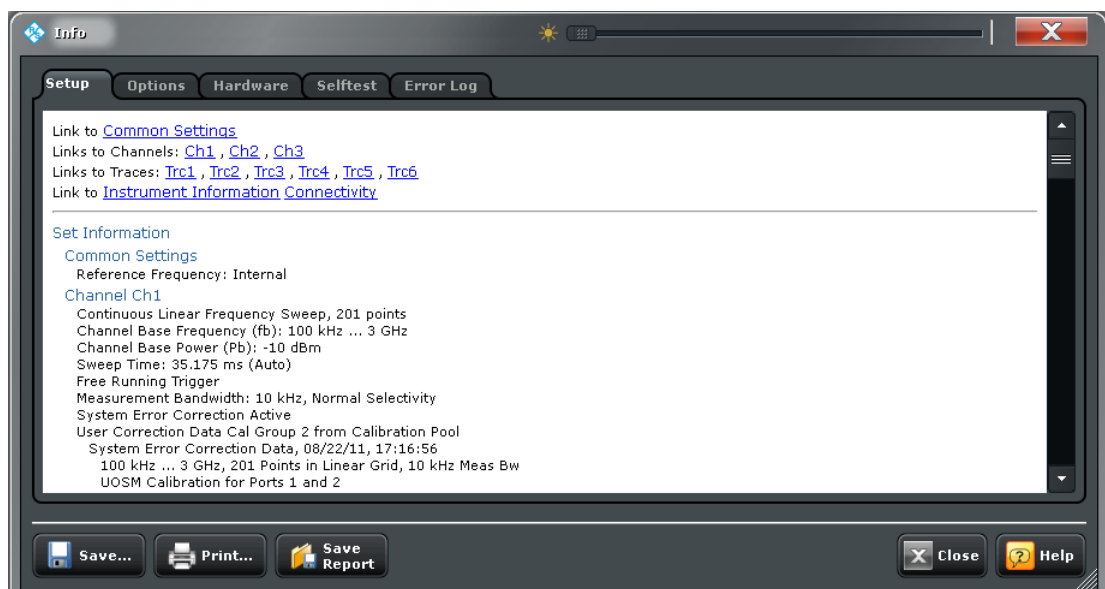 Info
Setup Options Hardware Selftest Error Log
Link to Common Settings
Links to Channels: Ch1 , Ch2 , Ch3
Links to Traces: Trc1 , Trc2 , Trc3 , Trc4 , Trc5 , Trc6
Link to Instrument Information Connectivity
Set Information
Common Settings
Reference Frequency: Internal
Channel Ch1
Continuous Linear Frequency Sweep, 201 points
Channel Base Frequency (fb): 100 kHz ... 3 GHz
Channel Base Power (Pb): -10 dBm
Sweep Time: 35.175 ms (Auto)
Free Running Trigger
Measurement Bandwidth: 10 kHz, Normal Selectivity
System Error Correction Active
User Correction Data Cal Group 2 from Calibration Pool
System Error Correction Data, 08/22/11, 17:16:56
100 kHz ... 3 GHz, 201 Points in Linear Grid, 10 kHz Meas Bw
UOSM Calibration for Ports 1 and 2
Save... Print... Save Report Close Help